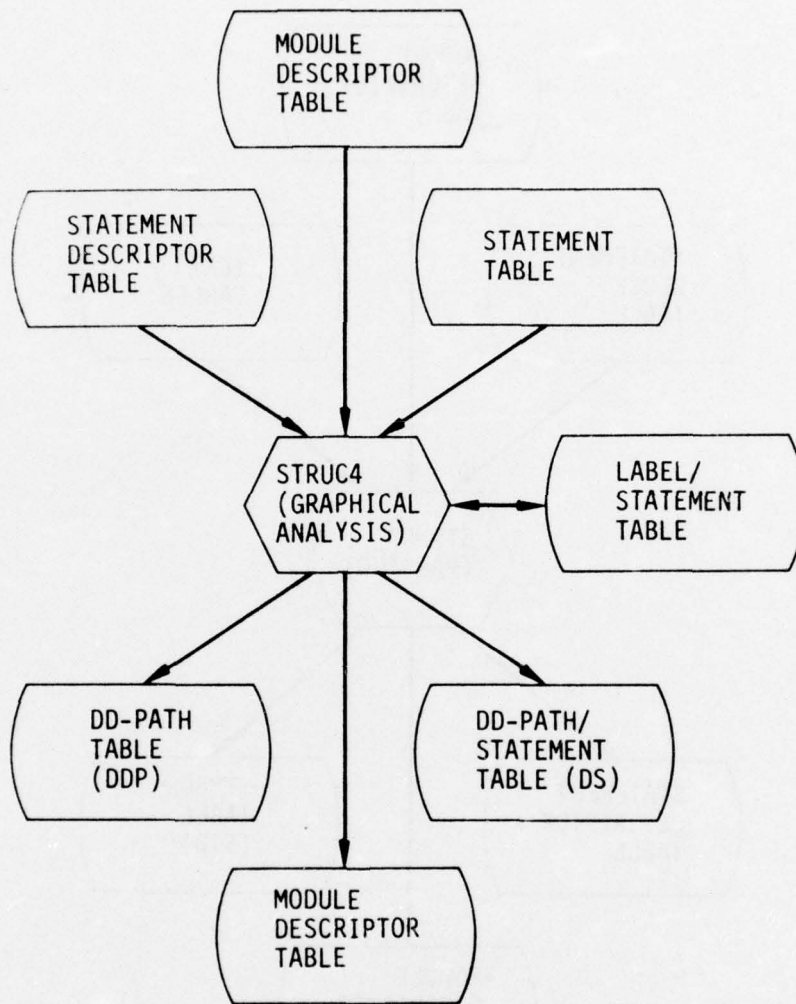 MODULE
DESCRIPTOR
TABLE
STATEMENT
DESCRIPTOR
TABLE
STATEMENT
TABLE
STRUC4
(GRAPHICAL
ANALYSIS)
LABEL/
STATEMENT
TABLE
DD-PATH
TABLE
(DDP)
DD-PATH/
STATEMENT
TABLE (DS)
MODULE
DESCRIPTOR
TABLE